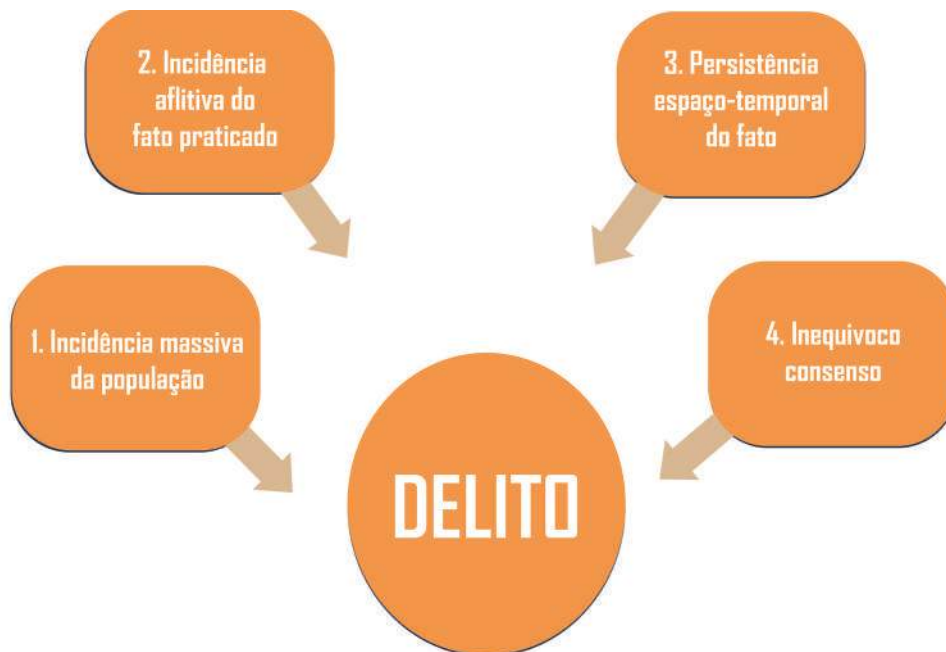 2. Incidência
aflitiva do
fato praticado
3. Persistência
espaço-temporal
do fato
1. Incidência massiva
da população
4. Inequivoco
consenso
DELITO